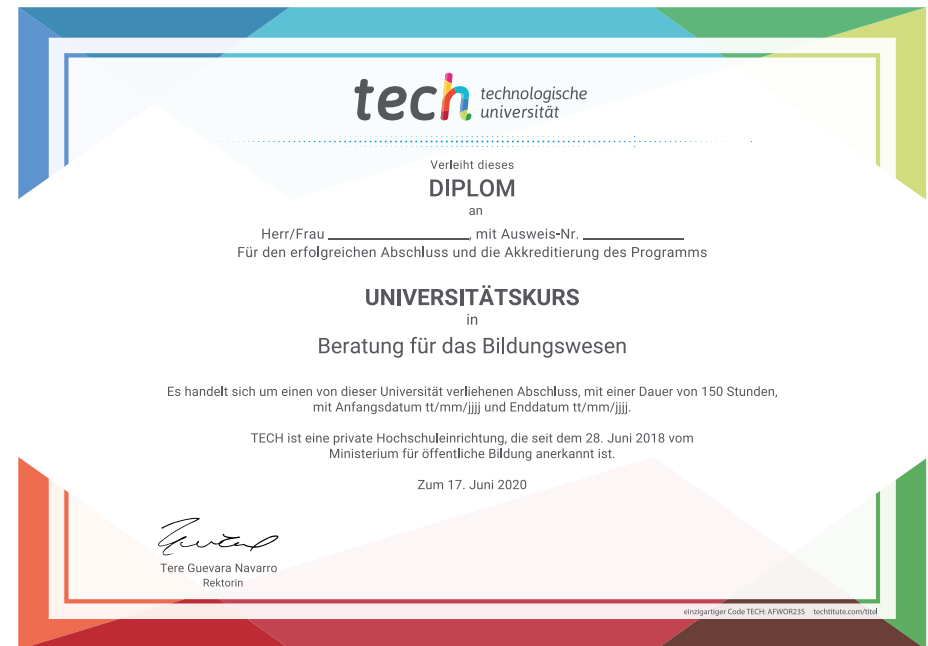 tech technologische
universität
Verleiht dieses
DIPLOM
an
Herr/Frau ____________________, mit Ausweis-Nr. ______________
Für den erfolgreichen Abschluss und die Akkreditierung des Programms
UNIVERSITÄTSKURS
in
Beratung für das Bildungswesen
Es handelt sich um einen von dieser Universität verliehenen Abschluss, mit einer Dauer von 150 Stunden,
mit Anfangsdatum tt/mm/jjjj und Enddatum tt/mm/jjjj.
TECH ist eine private Hochschuleinrichtung, die seit dem 28. Juni 2018 vom
Ministerium für öffentliche Bildung anerkannt ist.
Zum 17. Juni 2020
Tere Guevara Navarro
Rektorin
einzigartiger Code TECH: AFWOR23S techtitute.com/titel